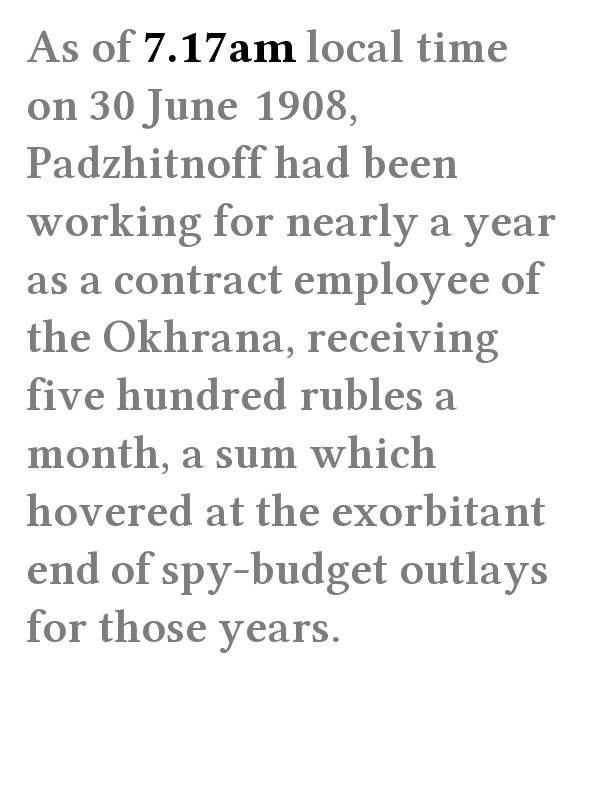 As of 7.17am local time
on 30 June 1908,
Padzhitnoff had been
working for nearly a year
as a contract employee of
the Okhrana, receiving
five hundred rubles a
month, a sum which
hovered at the exorbitant
end of spy-budget outlays
for those years.